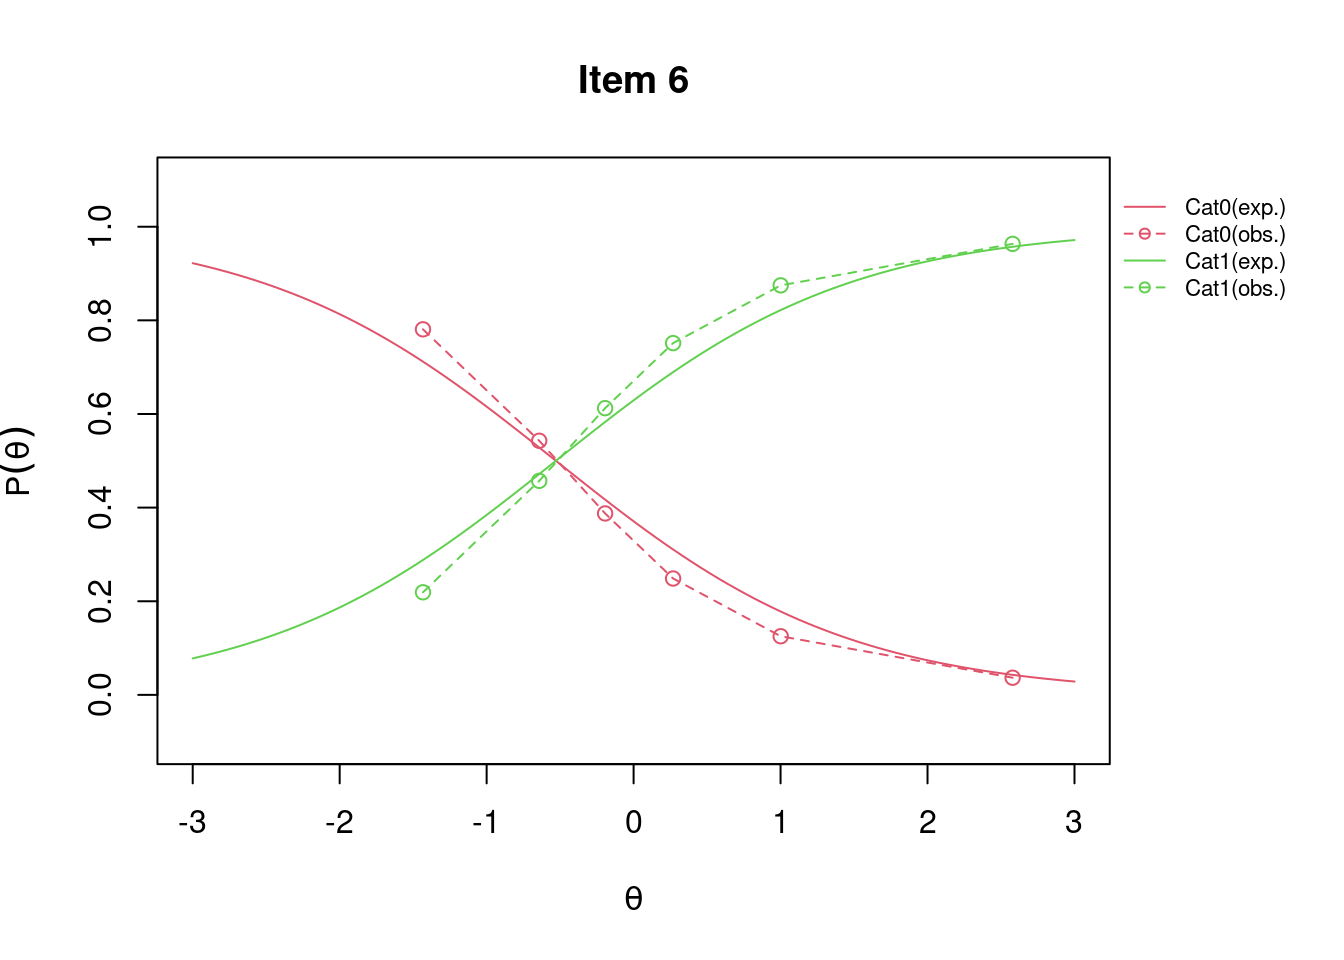 Item 6
P(θ)
1.0
0.8
0.6
0.4
0.2
0.0
-3 -2 -1 0 1 2 3
θ
Cat0(exp.)
Cat0(obs.)
Cat1(exp.)
Cat1(obs.)